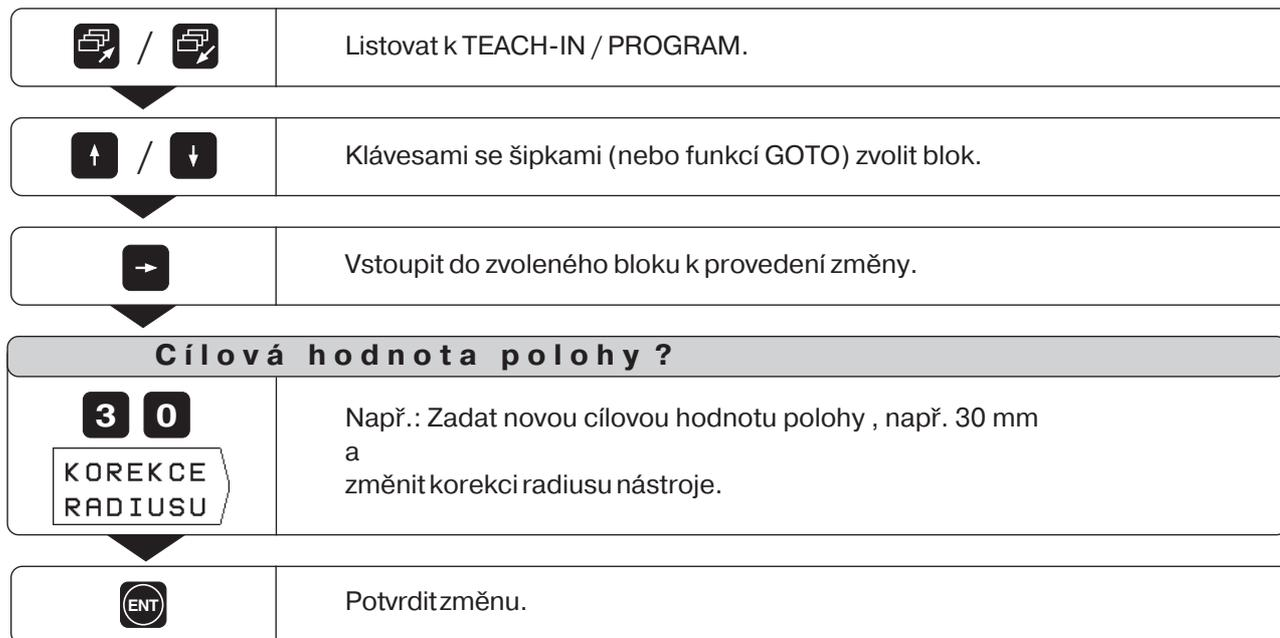 /
Listovat k TEACH-IN / PROGRAM.
/
Klávesami se šipkami (nebo funkcí GOTO) zvolit blok.
Vstoupit do zvoleného bloku k provedení změny.
Cílová hodnota polohy ?
3 0
KOREKCE
RADIUSU
Např.: Zadat novou cílovou hodnotu polohy , např. 30 mm
a
změnit korekci radiusu nástroje.
ENT
Potvrdit změnu.